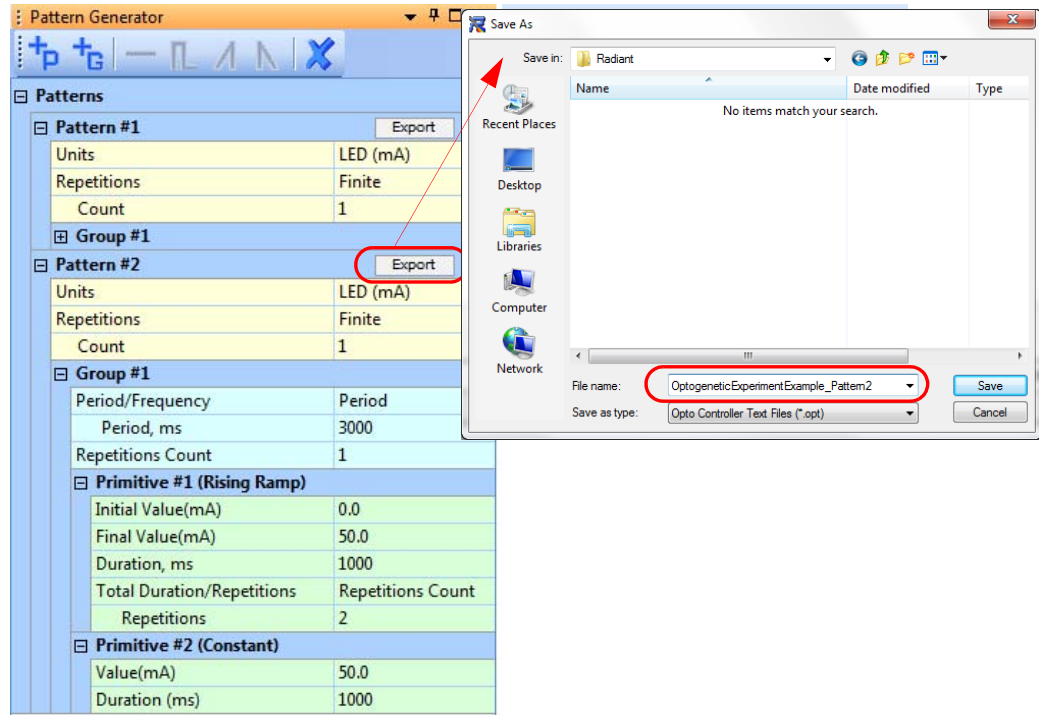 Pattern Generator
+P +G
Patterns
Pattern #1 Export
Units LED (mA)
Repetitions Finite
Count 1
Group #1
Pattern #2 Export
Units LED (mA)
Repetitions Finite
Count 1
Group #1
Period/Frequency Period
Period, ms 3000
Repetitions Count 1
Primitive #1 (Rising Ramp)
Initial Value(mA) 0.0
Final Value(mA) 50.0
Duration, ms 1000
Total Duration/Repetitions Repetitions Count
Repetitions 2
Primitive #2 (Constant)
Value(mA) 50.0
Duration (ms) 1000
Save As
Save in: Radiant
Name Date modified Type
No items match your search.
Recent Places
Desktop
Libraries
Computer
Network
File name: OptogeneticExperimentExample_Pattern2 Save
Save as type: Opto Controller Text Files (*.opt) Cancel